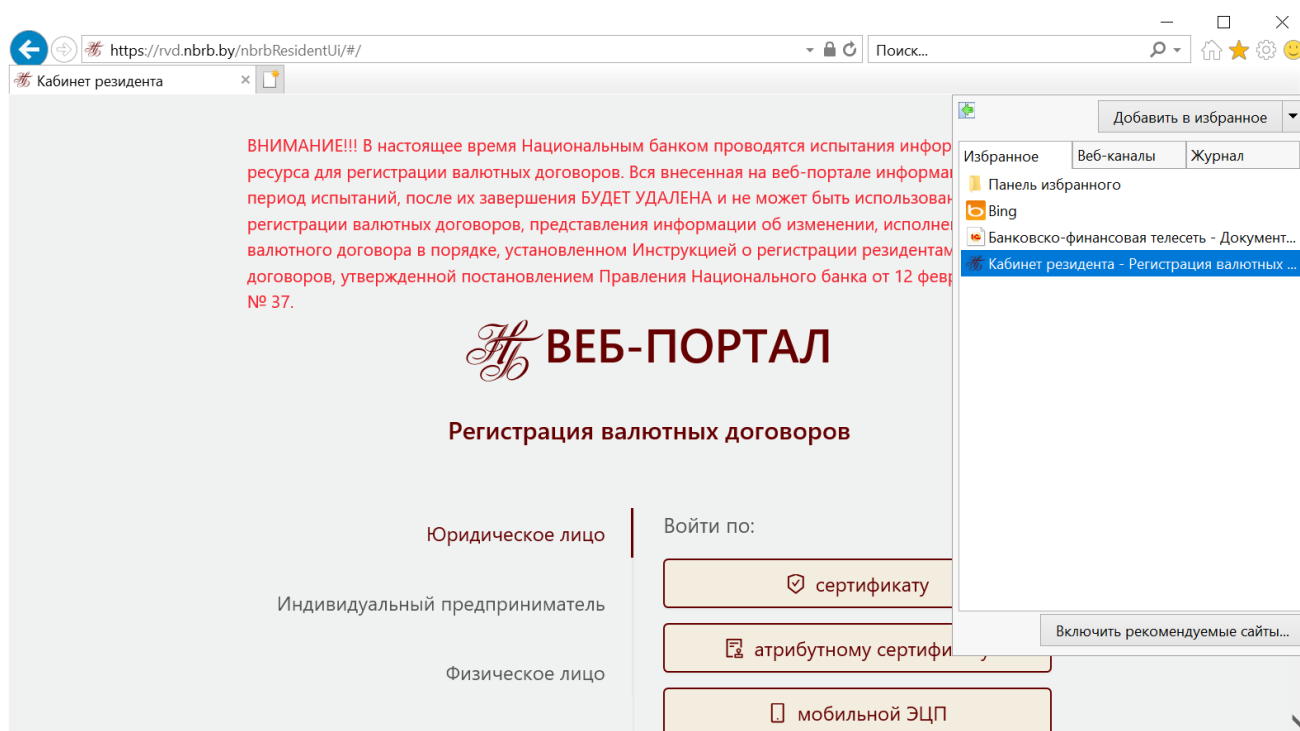 https://rvd.nbrb.by/nbrbResidentUi/#/
Поиск...
Кабинет резидента
ВНИМАНИЕ!!! В настоящее время Национальным банком проводятся испытания инфор
ресурса для регистрации валютных договоров. Вся внесенная на веб-портале информа
период испытаний, после их завершения БУДЕТ УДАЛЕНА и не может быть использован
регистрации валютных договоров, представления информации об изменении, исполне
валютного договора в порядке, установленном Инструкцией о регистрации резидентам
договоров, утвержденной постановлением Правления Национального банка от 12 фев
№ 37.
ВЕБ-ПОРТАЛ
Регистрация валютных договоров
Юридическое лицо
Индивидуальный предприниматель
Физическое лицо
Войти по:
сертификату
атрибутному сертифи
мобильной ЭЦП
Добавить в избранное
Избранное
Веб-каналы
Журнал
Панель избранного
Bing
Банковско-финансовая телесеть - Документ...
Кабинет резидента - Регистрация валютных ...
Включить рекомендуемые сайты...